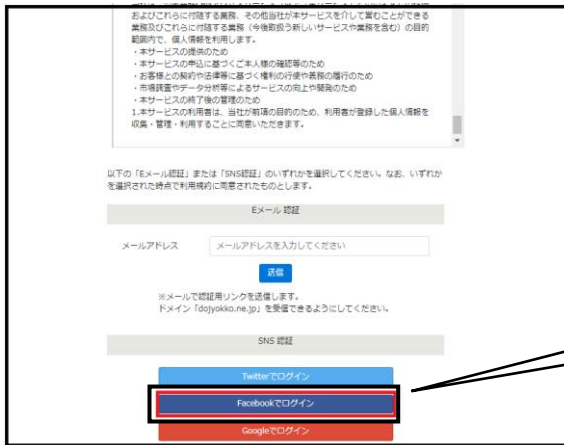 およびこれらに付随する業務、その他当社が本サービスを介して営むことができる
業務及びこれらに付随する業務（今後取扱う新しいサービスや業務を含む）の目的
範囲内で、個人情報を利用します。
・本サービスの提供のため
・本サービスの申込に基づくご本人様の確認等のため
・お客様との契約や法律等に基づく権利の行使や義務の履行のため
・市場調査やデータ分析等によるサービスの向上や開発のため
・本サービスの終了後の管理のため
1.本サービスの利用者は、当社が前項の目的のため、利用者が登録した個人情報を
収集・管理・利用することに同意いただきます。
以下の「Eメール認証」または「SNS認証」のいずれかを選択してください。なお、いずれか
を選択された時点で利用規約に同意されたものとします。
Eメール 認証
メールアドレス メールアドレスを入力してください
送信
※メールで認証用リンクを送信します。
ドメイン「dojyokko.ne.jp」を受信できるようにしてください。
SNS 認証
Twitterでログイン
Facebookでログイン
Googleでログイン